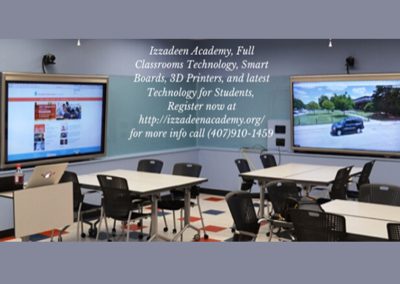 Izzadeen Academy, Full
Classrooms Technology, Smart
Boards, 3D Printers, and latest
Technology for Students,
Register now at
http://izzadeenacademy.org/
for more info call (407)910-1459